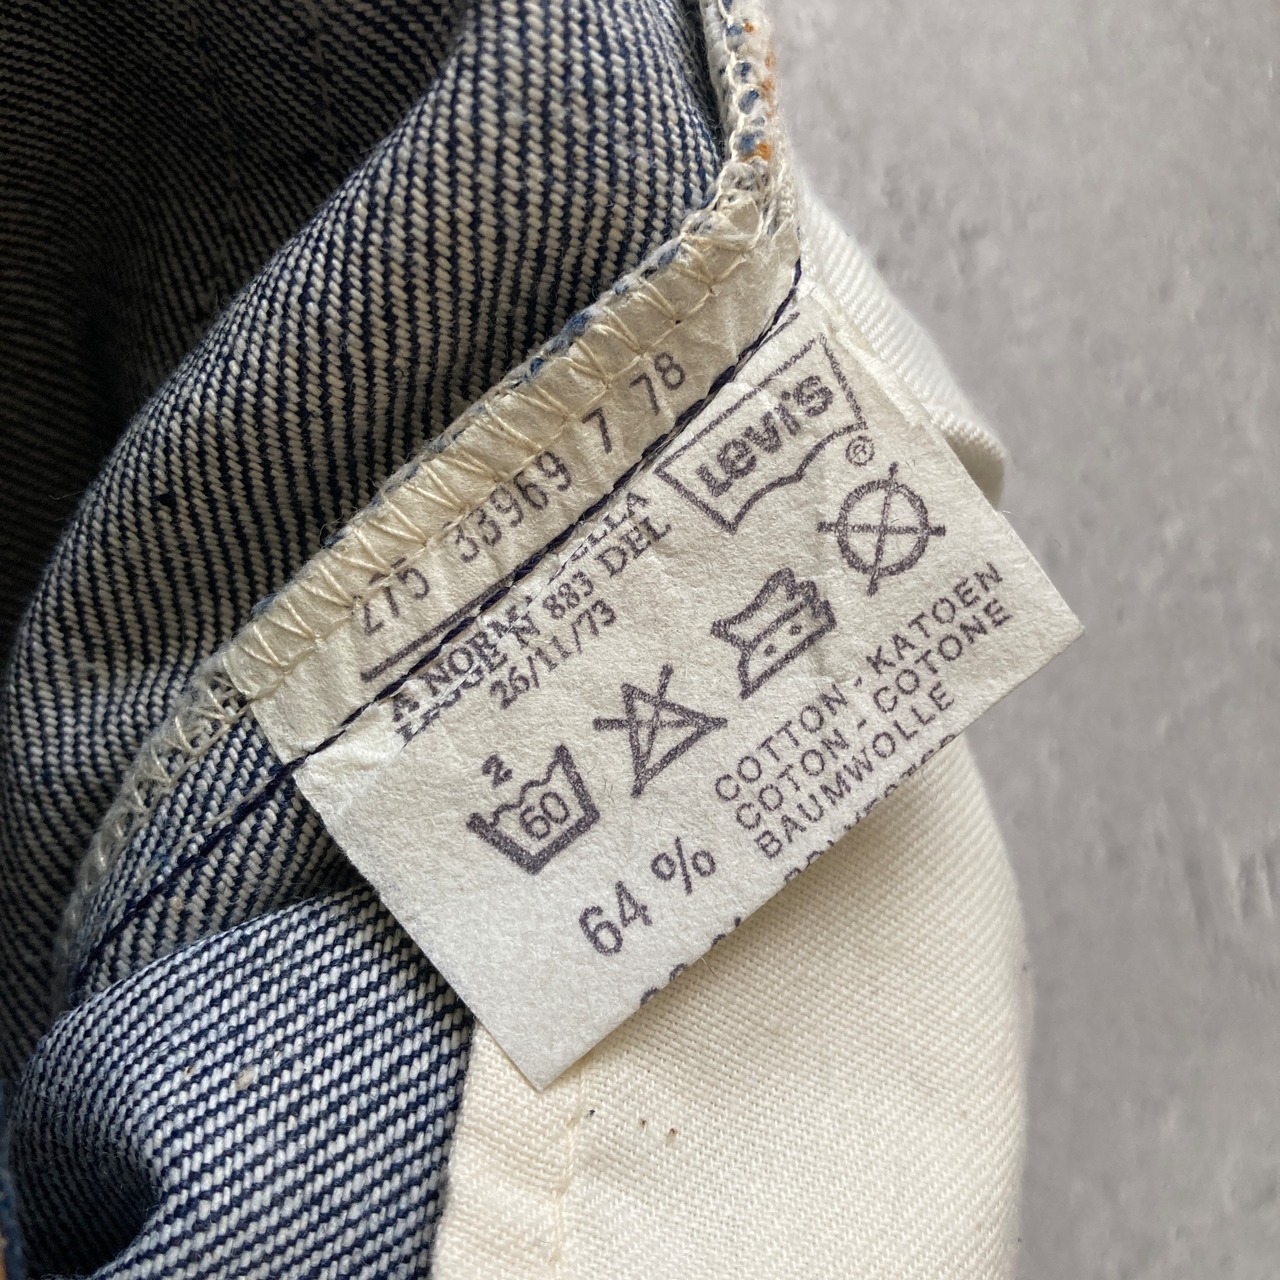 275 33969 7 78
Levi's ®
A NORMA DELLA
LEGGE N 883 DEL
26/11/73
2
60
64 %
COTTON - KATOEN
COTON - COTONE
BAUMWOLLE